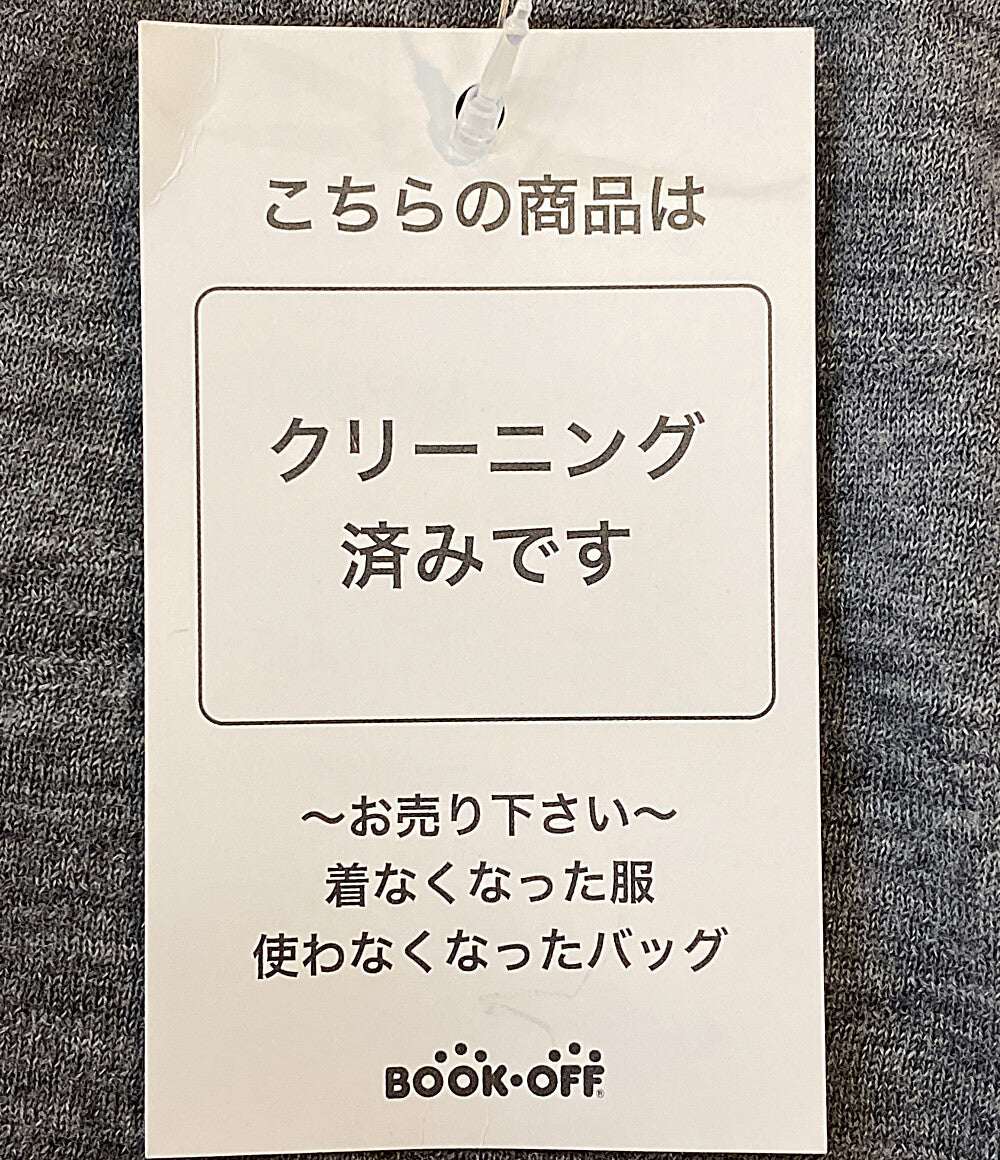 こちらの商品は
クリーニング
済みです
～お売り下さい～
着なくなった服
使わなくなったバッグ
BOOK・OFF®